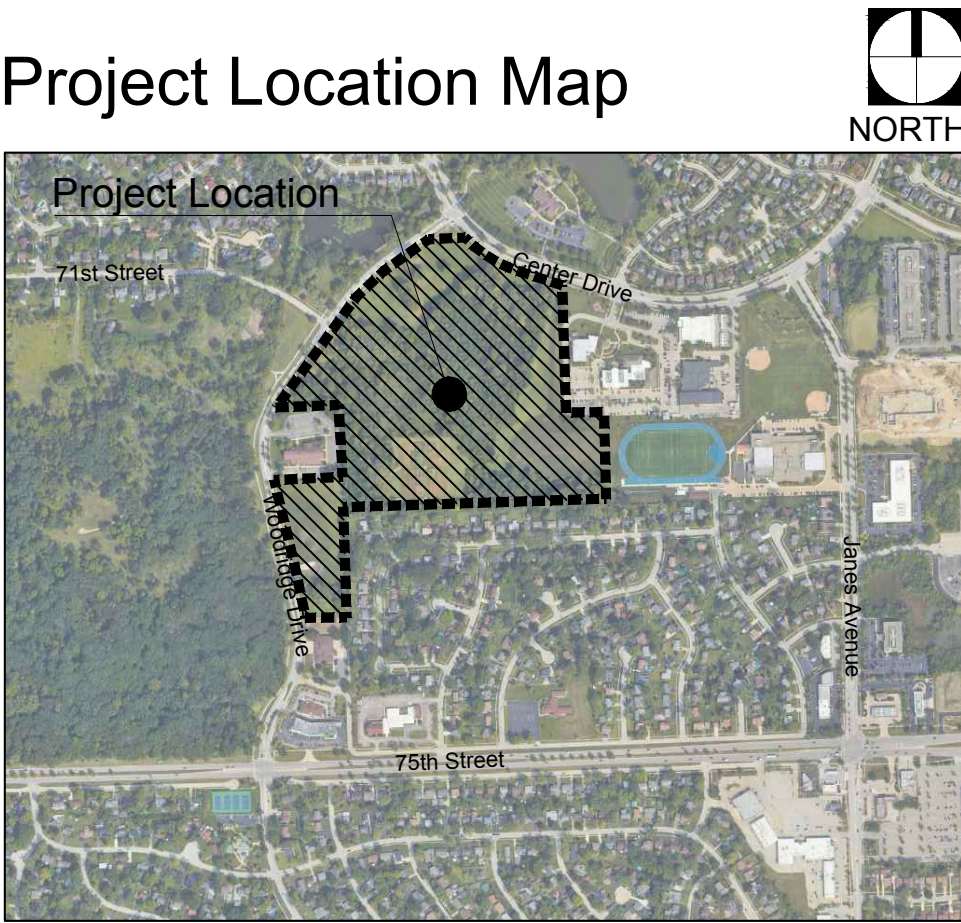 Project Location Map
NORTH
Project Location
71st Street
Center Drive
Woodridge Drive
Janes Avenue
75th Street